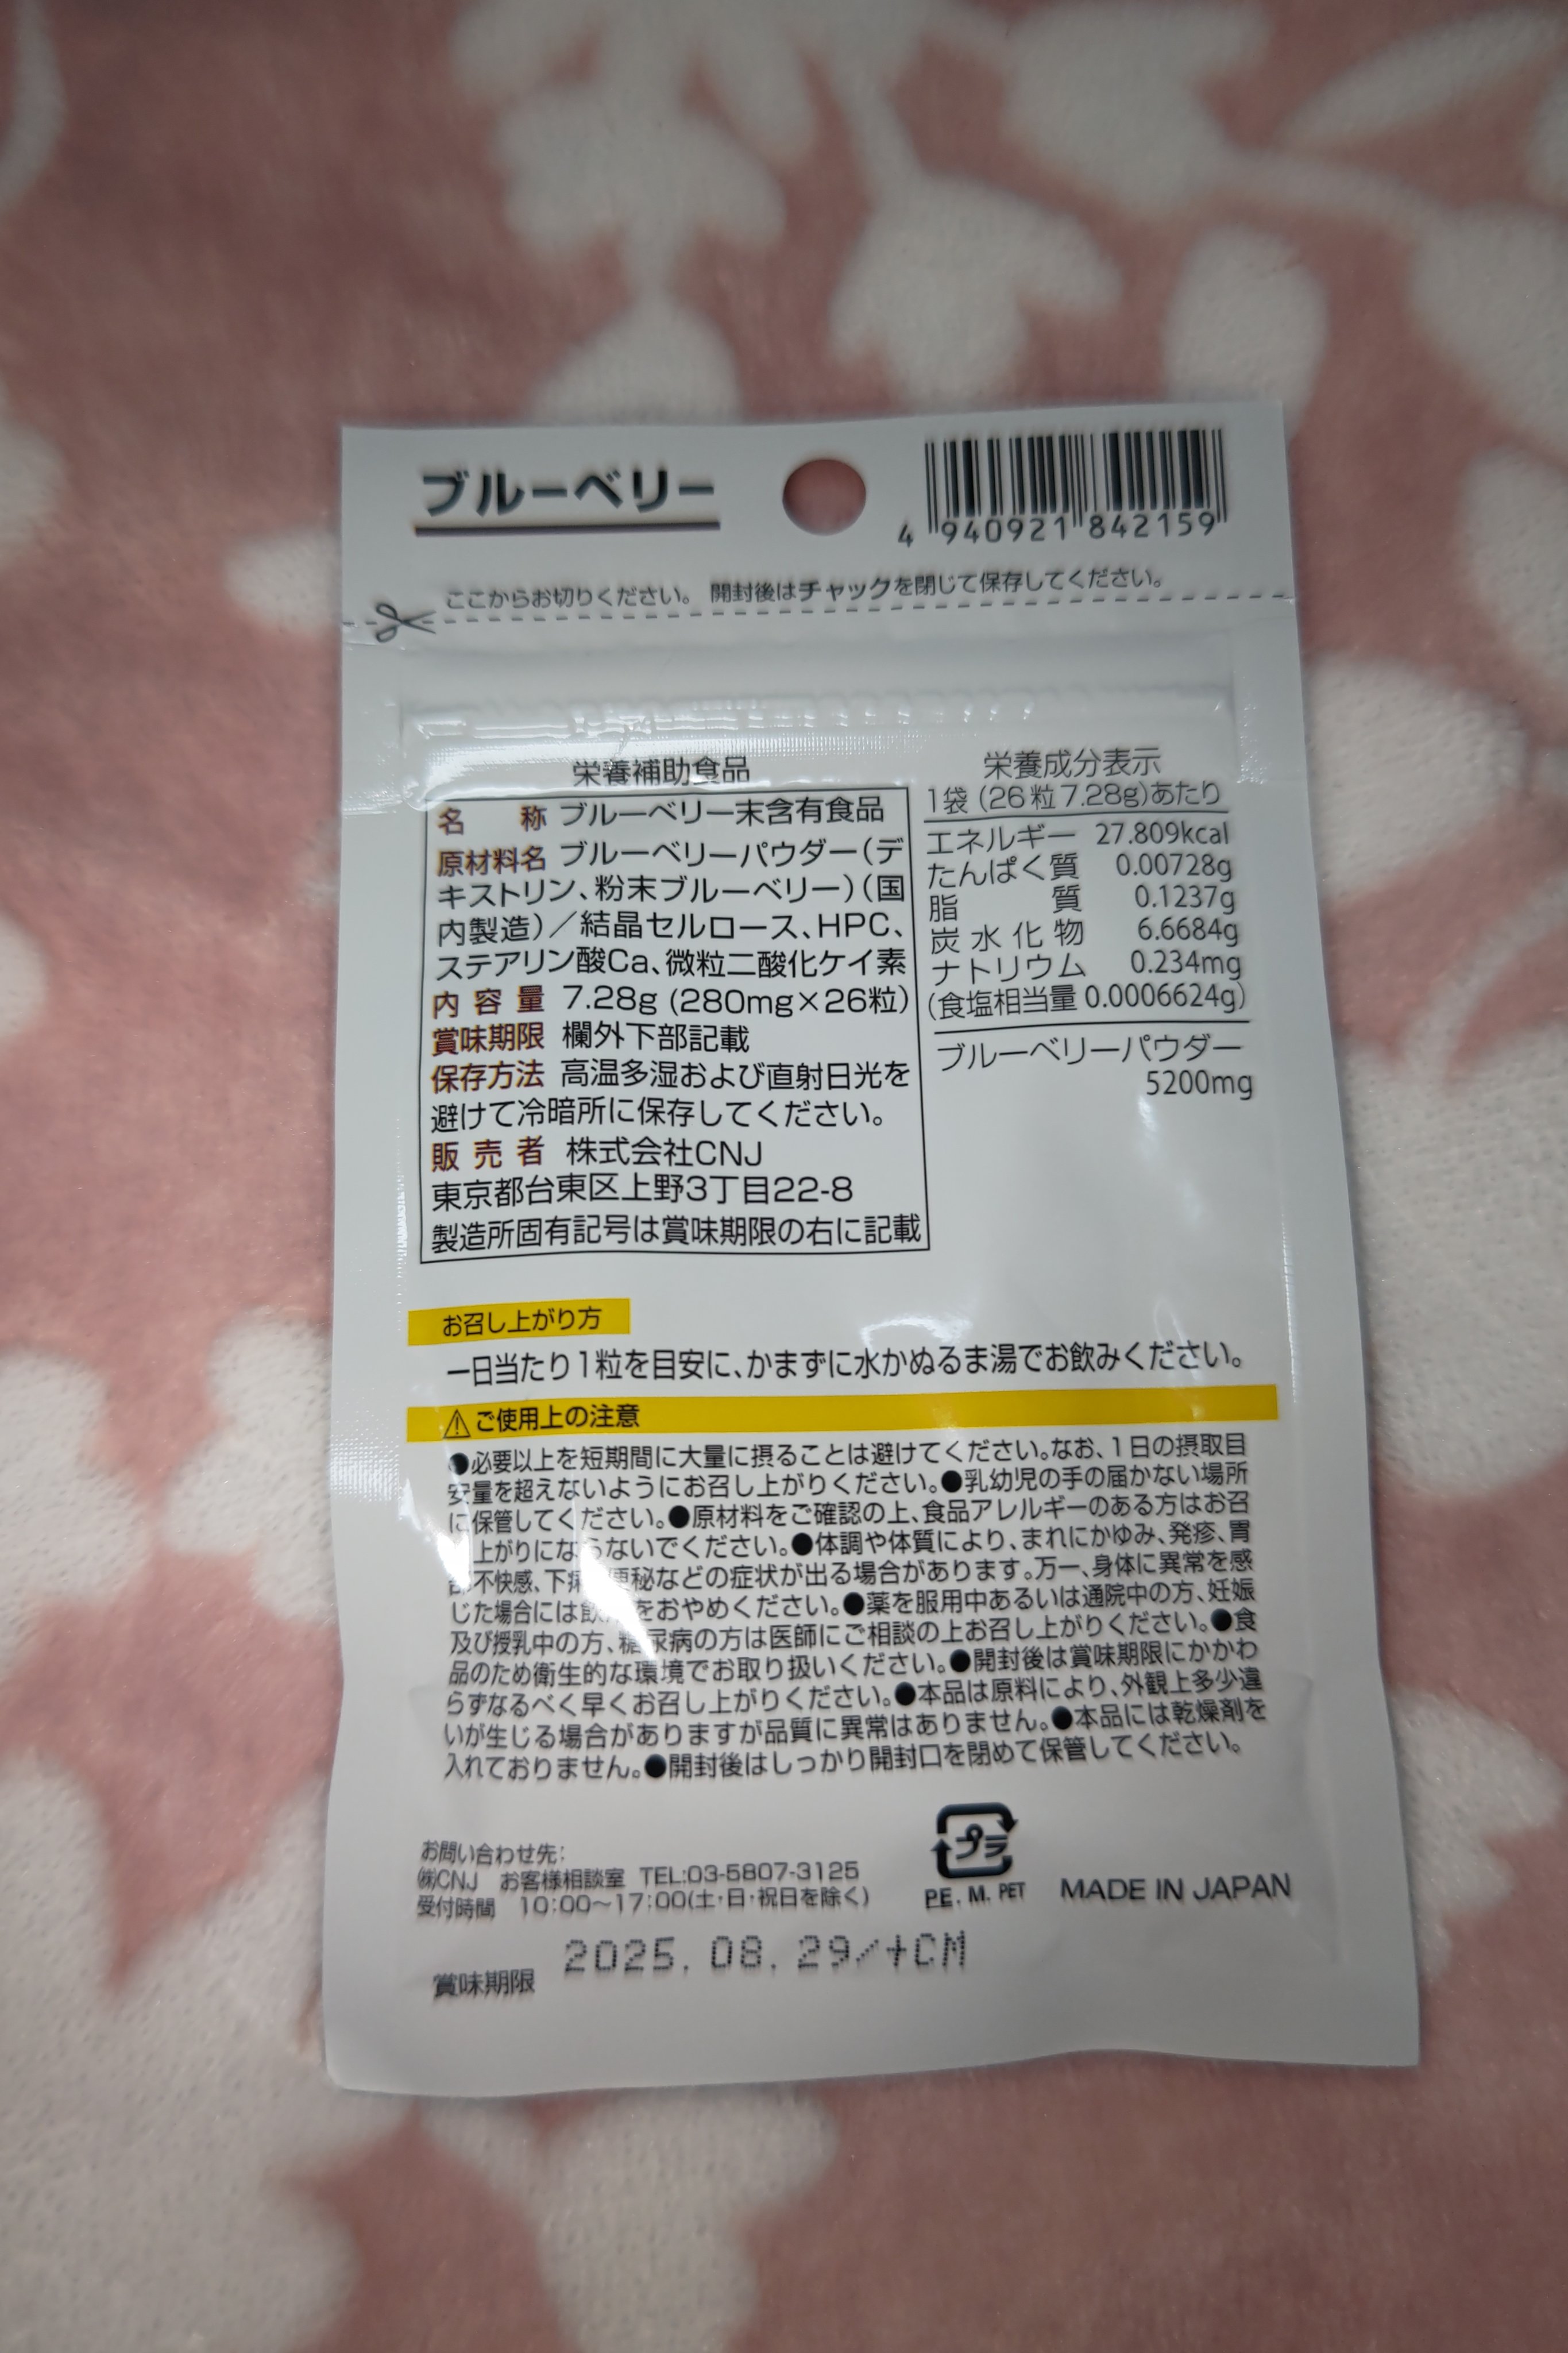 ブルーベリー
4 940921 842159
ここからお切りください。 開封後はチャックを閉じて保存してください。
栄養補助食品
名 称 ブルーベリー末含有食品
原材料名 ブルーベリーパウダー(デ
キストリン、粉末ブルーベリー)(国
内製造)/結晶セルロース、HPC、
ステアリン酸Ca、微粒二酸化ケイ素
内容量 7.28g (280mg×26粒)
賞味期限 欄外下部記載
保存方法 高温多湿および直射日光を
避けて冷暗所に保存してください。
販売者 株式会社CNJ
東京都台東区上野3丁目22-8
製造所固有記号は賞味期限の右に記載
栄養成分表示
1袋 (26粒 7.28g)あたり
エネルギー 27.809kcal
たんぱく質 0.00728g
脂質 0.1237g
炭水化物 6.6684g
ナトリウム 0.234mg
(食塩相当量 0.0006624g)
ブルーベリーパウダー
5200mg
お召し上がり方
一日当たり1粒を目安に、かまずに水かぬるま湯でお飲みください。
⚠ご使用上の注意
●必要以上を短期間に大量に摂ることは避けてください。なお、1日の摂取目
安量を超えないようにお召し上がりください。●乳幼児の手の届かない場所
に保管してください。●原材料をご確認の上、食品アレルギーのある方はお召
上がりにならないでください。●体調や体質により、まれにかゆみ、発疹、胃
部不快感、下痢、便秘などの症状が出る場合があります。万一、身体に異常を感
じた場合には飲用をおやめください。●薬を服用中あるいは通院中の方、妊娠
及び授乳中の方、糖尿病の方は医師にご相談の上お召し上がりください。●食
品のため衛生的な環境でお取り扱いください。●開封後は賞味期限にかかわ
らずなるべく早くお召し上がりください。●本品は原料により、外観上多少違
いが生じる場合がありますが品質に異常はありません。●本品には乾燥剤を
入れておりません。●開封後はしっかり開封口を閉めて保管してください。
お問い合わせ先:
㈱CNJ お客様相談室 TEL:03-5807-3125
受付時間 10:00〜17:00(土・日・祝日を除く)
プラ
PE. M. PET
MADE IN JAPAN
賞味期限 2025. 08. 29/+CM